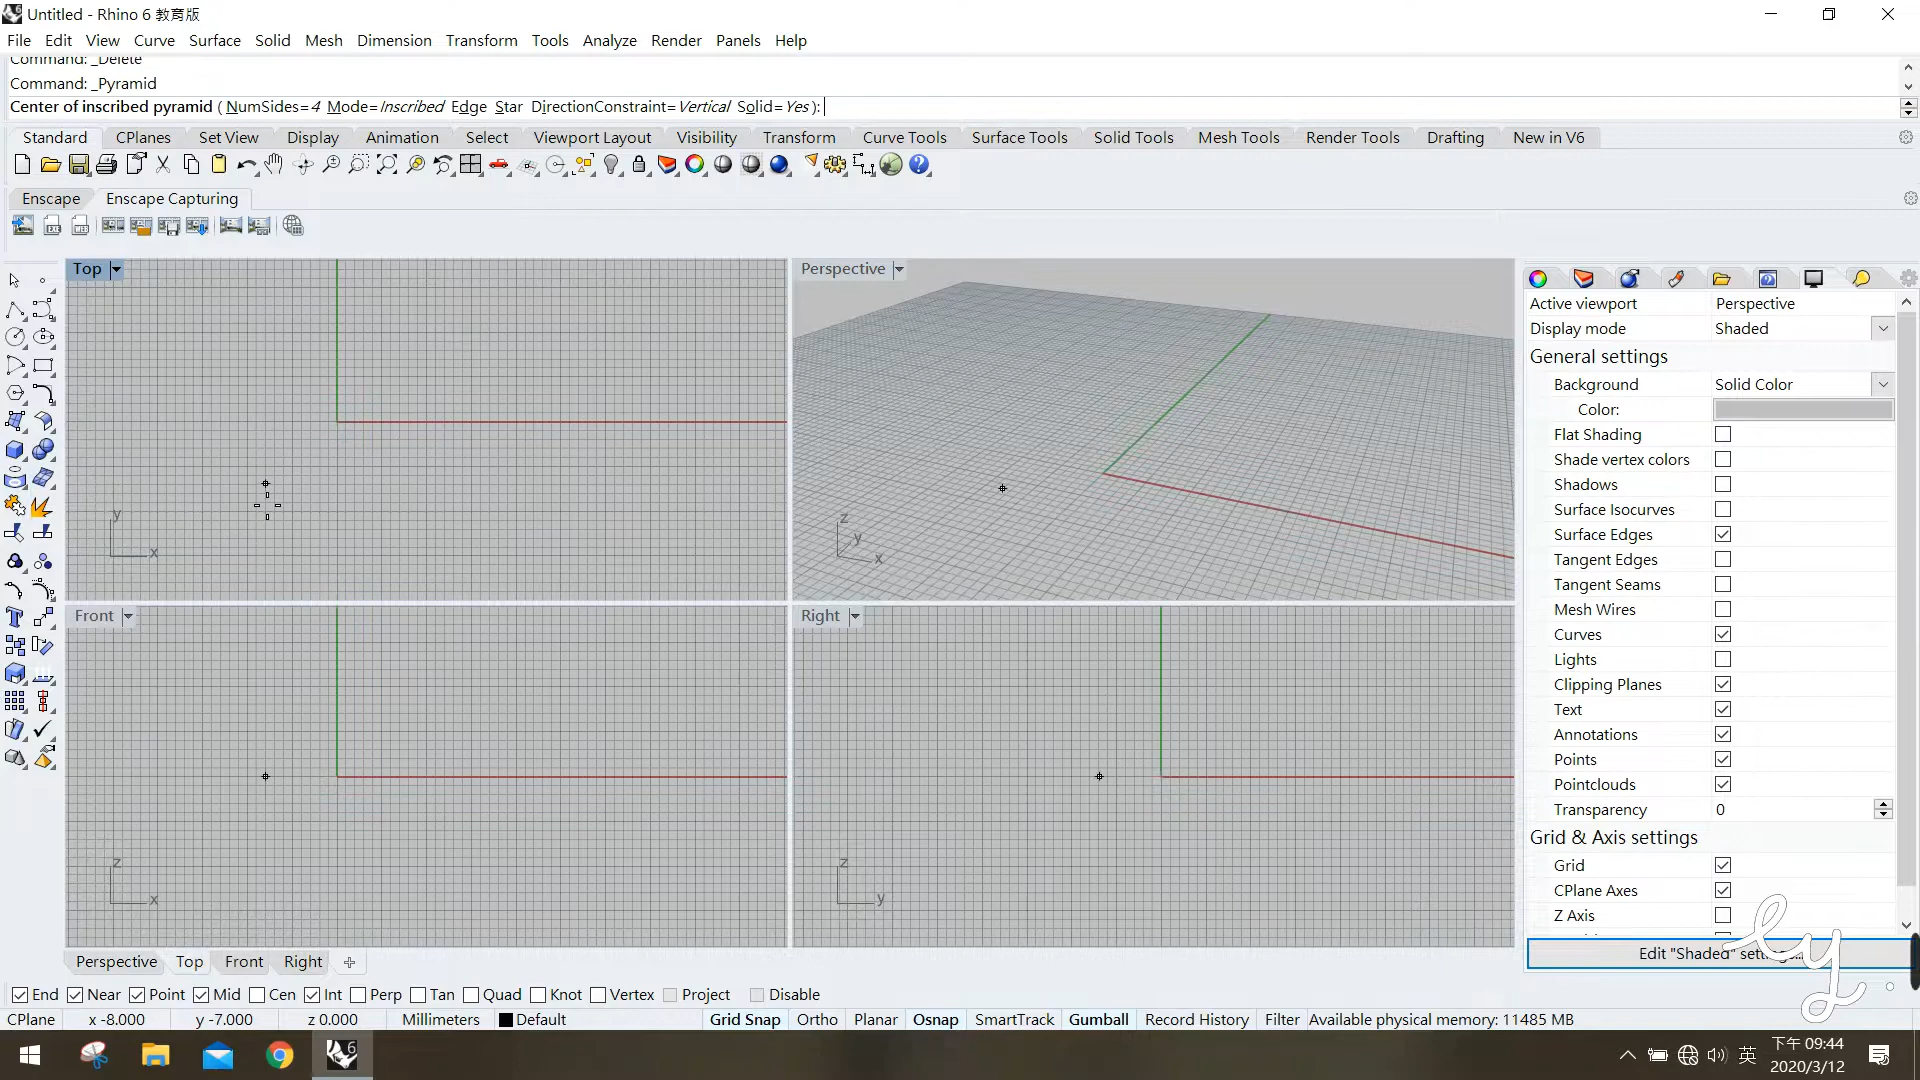 Untitled - Rhino 6 教育版
File Edit View Curve Surface Solid Mesh Dimension Transform Tools Analyze Render Panels Help
Command: _Delete
Command: _Pyramid
Center of inscribed pyramid ( NumSides=4 Mode=Inscribed Edge Star DirectionConstraint=Vertical Solid=Yes ):
Standard CPlanes Set View Display Animation Select Viewport Layout Visibility Transform Curve Tools Surface Tools Solid Tools Mesh Tools Render Tools Drafting New in V6
Enscape Enscape Capturing
Top
y
x
Perspective
z
y
x
Front
z
x
Right
z
y
Active viewport Perspective
Display mode Shaded
General settings
Background Solid Color
Color:
Flat Shading
Shade vertex colors
Shadows
Surface Isocurves
Surface Edges
Tangent Edges
Tangent Seams
Mesh Wires
Curves
Lights
Clipping Planes
Text
Annotations
Points
Pointclouds
Transparency 0
Grid & Axis settings
Grid
CPlane Axes
Z Axis
Edit "Shaded" settings...
ly
Perspective Top Front Right
End Near Point Mid Cen Int Perp Tan Quad Knot Vertex Project Disable
CPlane x -8.000 y -7.000 z 0.000 Millimeters Default Grid Snap Ortho Planar Osnap SmartTrack Gumball Record History Filter Available physical memory: 11485 MB
6
英
下午 09:44
2020/3/12